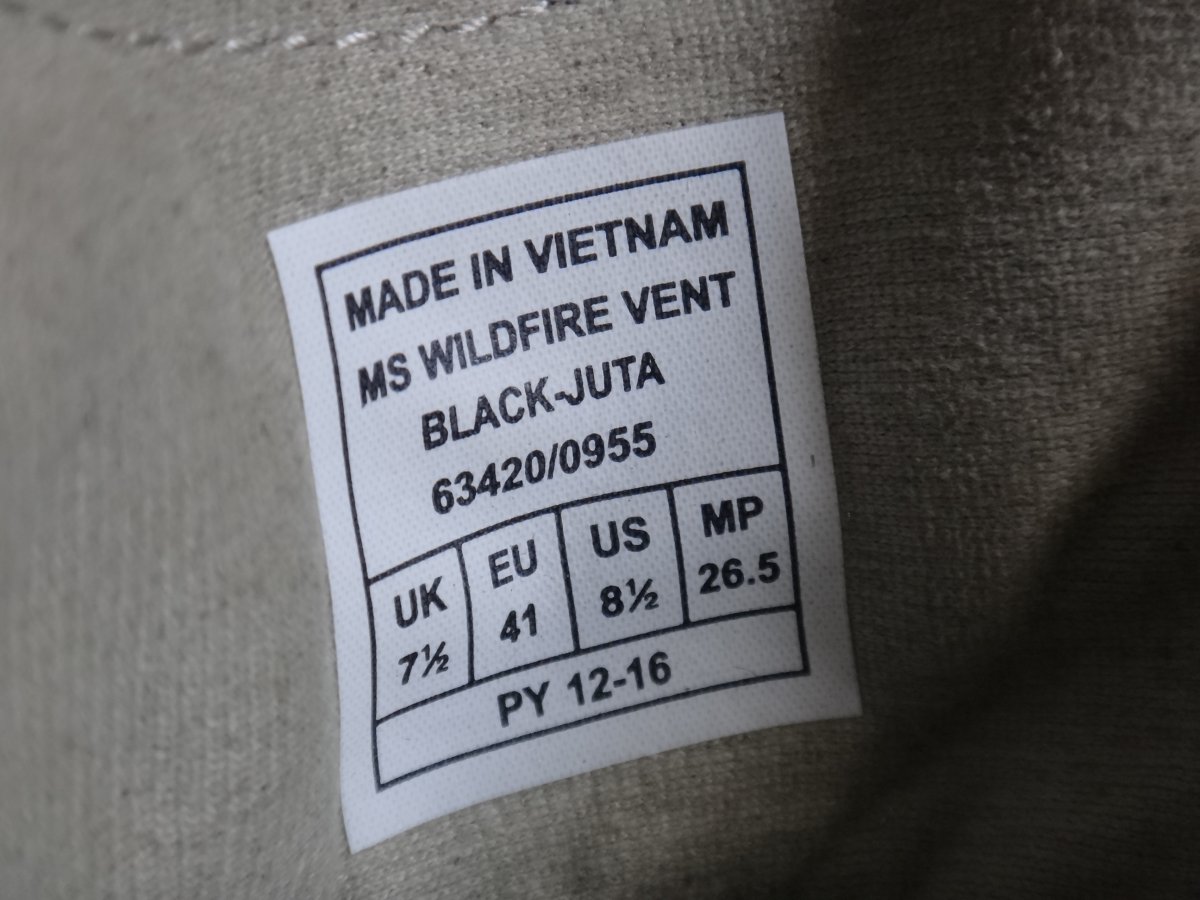 MADE IN VIETNAM
MS WILDFIRE VENT
BLACK-JUTA
63420/0955
UK EU US MP
7½ 41 8½ 26.5
PY 12-16